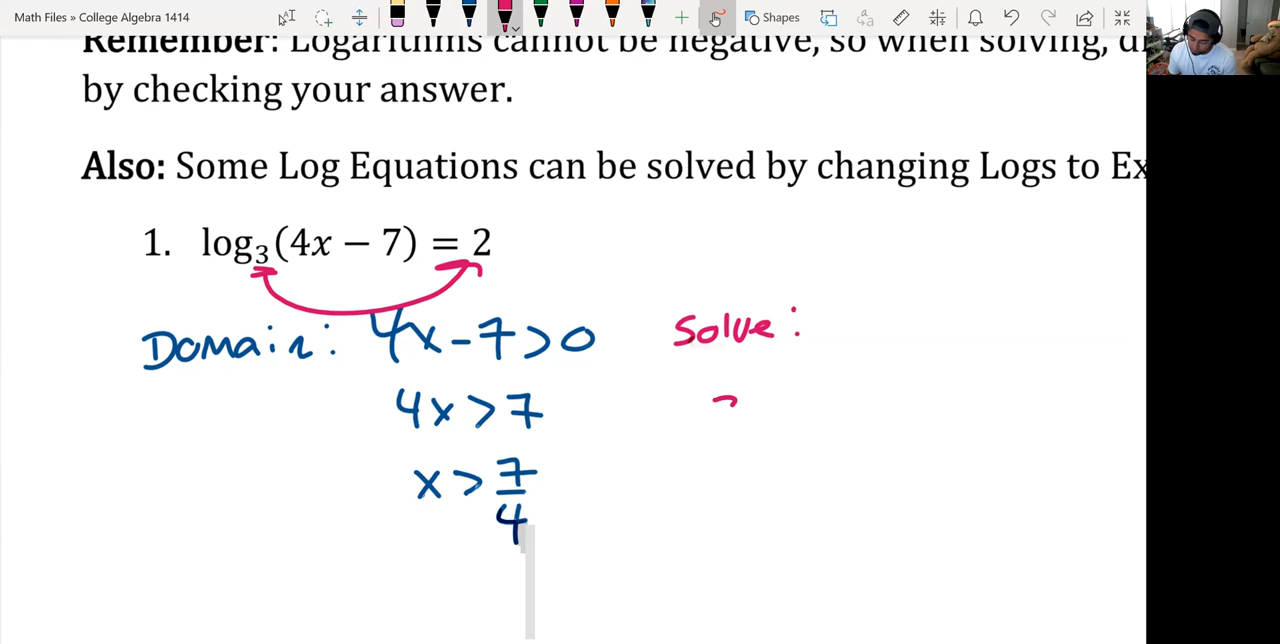 Math Files » College Algebra 1414
Shapes
Remember: Logarithms cannot be negative, so when solving,
by checking your answer.
Also: Some Log Equations can be solved by changing Logs to Ex
1. log₃(4x − 7) = 2
Domain: 4x-7>0
Solve:
4x>7
x > 7/4